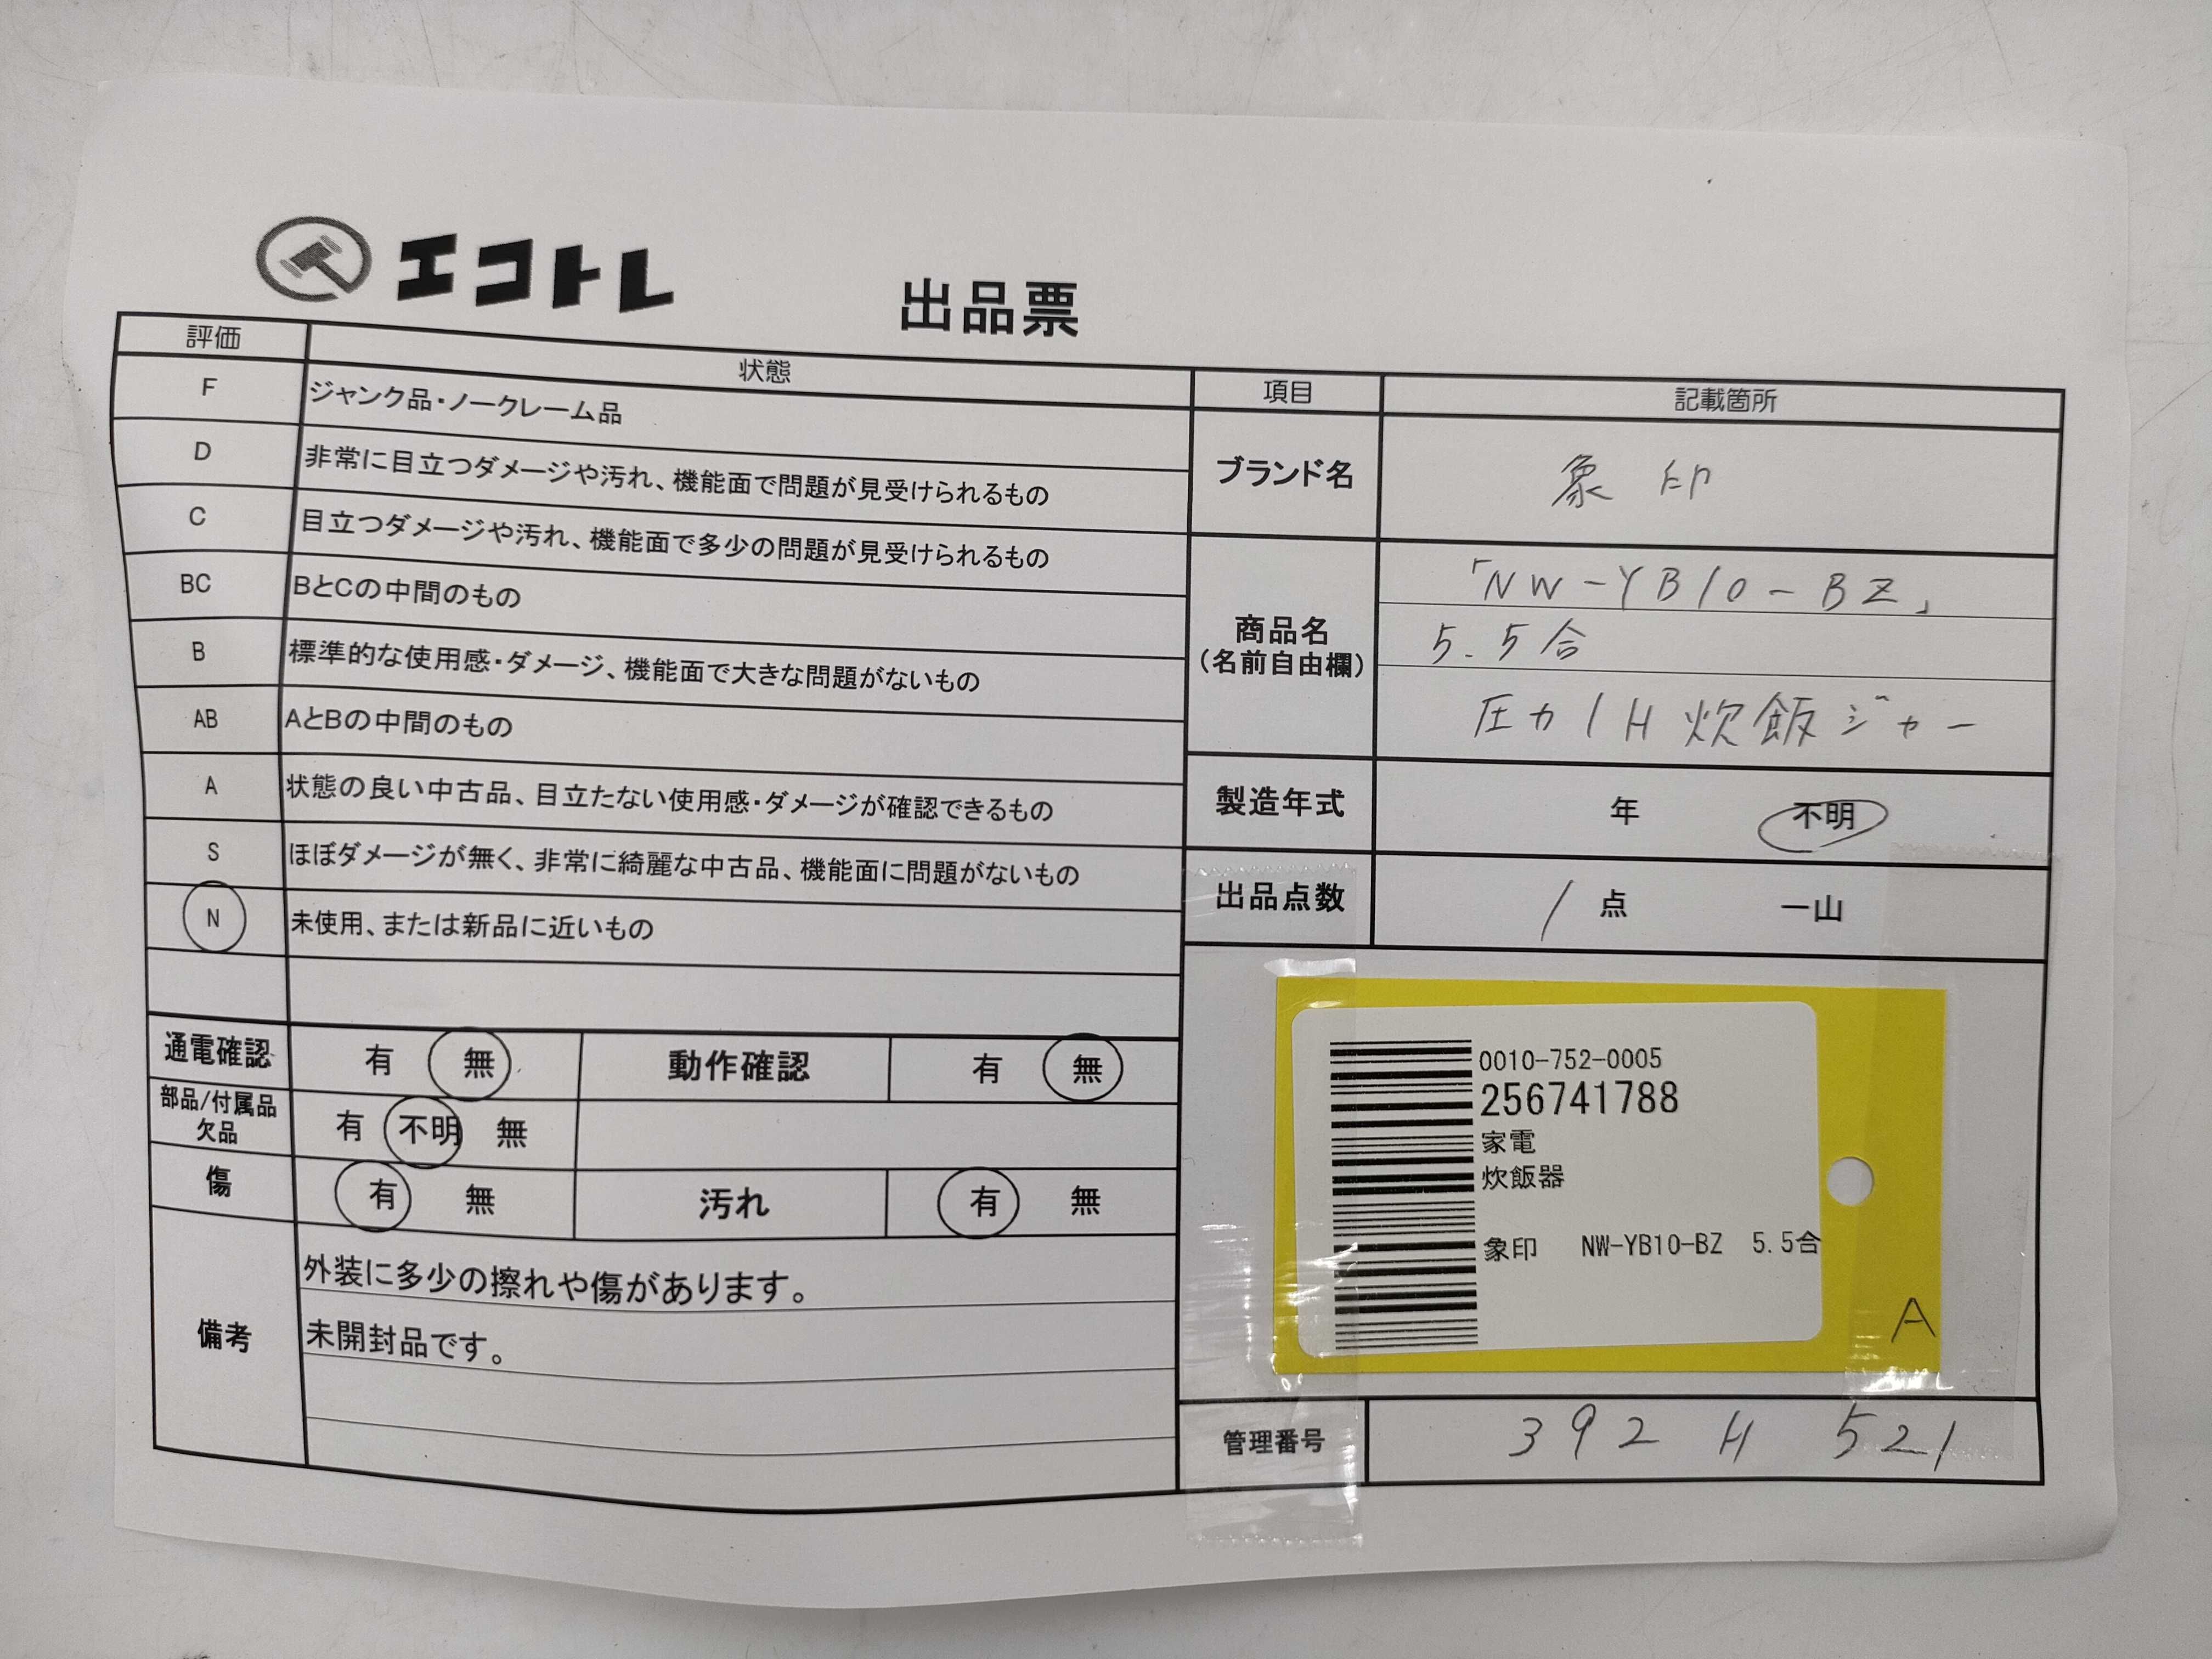 エコトレ
出品票
評価 状態
F ジャンク品・ノークレーム品
D 非常に目立つダメージや汚れ、機能面で問題が見受けられるもの
C 目立つダメージや汚れ、機能面で多少の問題が見受けられるもの
BC BとCの中間のもの
B 標準的な使用感・ダメージ、機能面で大きな問題がないもの
AB AとBの中間のもの
A 状態の良い中古品、目立たない使用感・ダメージが確認できるもの
S ほぼダメージが無く、非常に綺麗な中古品、機能面に問題がないもの
N 未使用、または新品に近いもの
通電確認 有 無 動作確認 有 無
部品/付属品
欠品
有 不明 無
傷 有 無 汚れ 有 無
備考
外装に多少の擦れや傷があります。
未開封品です。
項目 記載箇所
ブランド名 象印
商品名
(名前自由欄)
「NW-YB10-BZ」
5.5合
圧力IH炊飯ジャー
製造年式 年 不明
出品点数 1 点 一山
0010-752-0005
256741788
家電
炊飯器
象印 NW-YB10-BZ 5.5合
A
管理番号 392 H 521